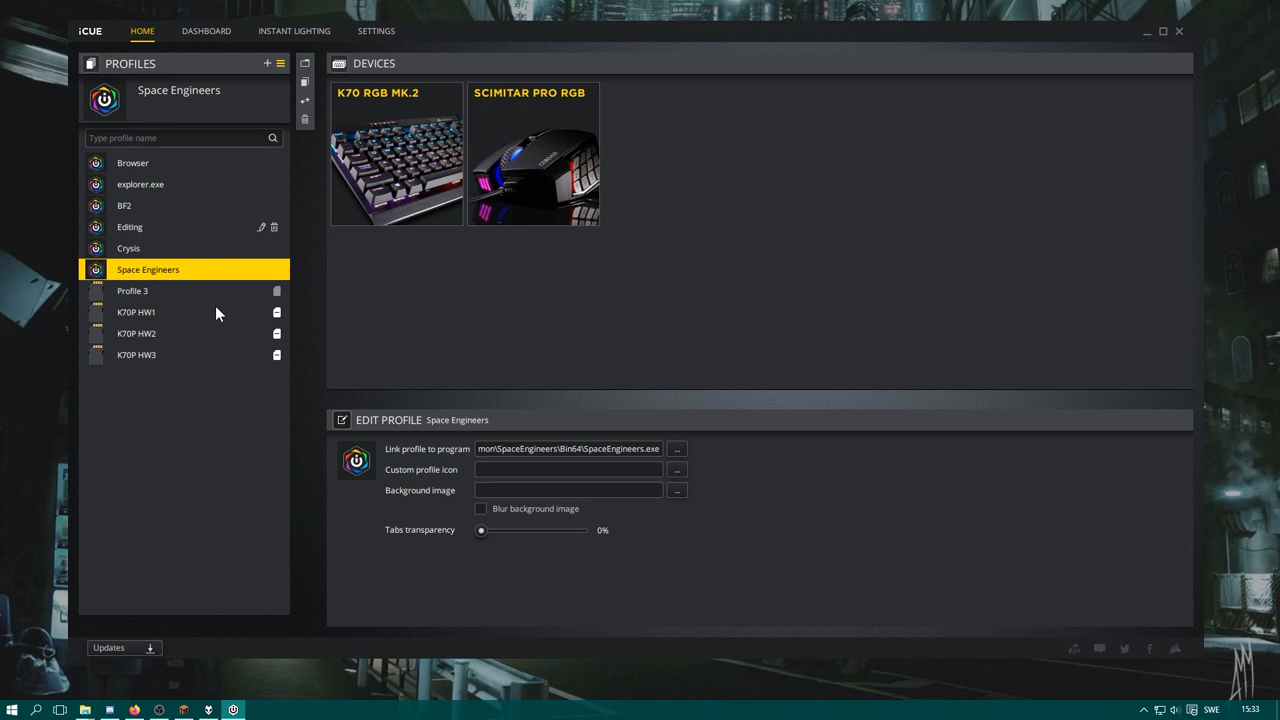 iCUE HOME DASHBOARD INSTANT LIGHTING SETTINGS
PROFILES
Space Engineers
Type profile name
Browser
explorer.exe
BF2
Editing
Crysis
Space Engineers
Profile 3
K70P HW1
K70P HW2
K70P HW3
DEVICES
K70 RGB MK.2
SCIMITAR PRO RGB
EDIT PROFILE Space Engineers
Link profile to program mon\SpaceEngineers\Bin64\SpaceEngineers.exe ...
Custom profile icon ...
Background image ...
Blur background image
Tabs transparency 0%
Updates
SWE 15:33